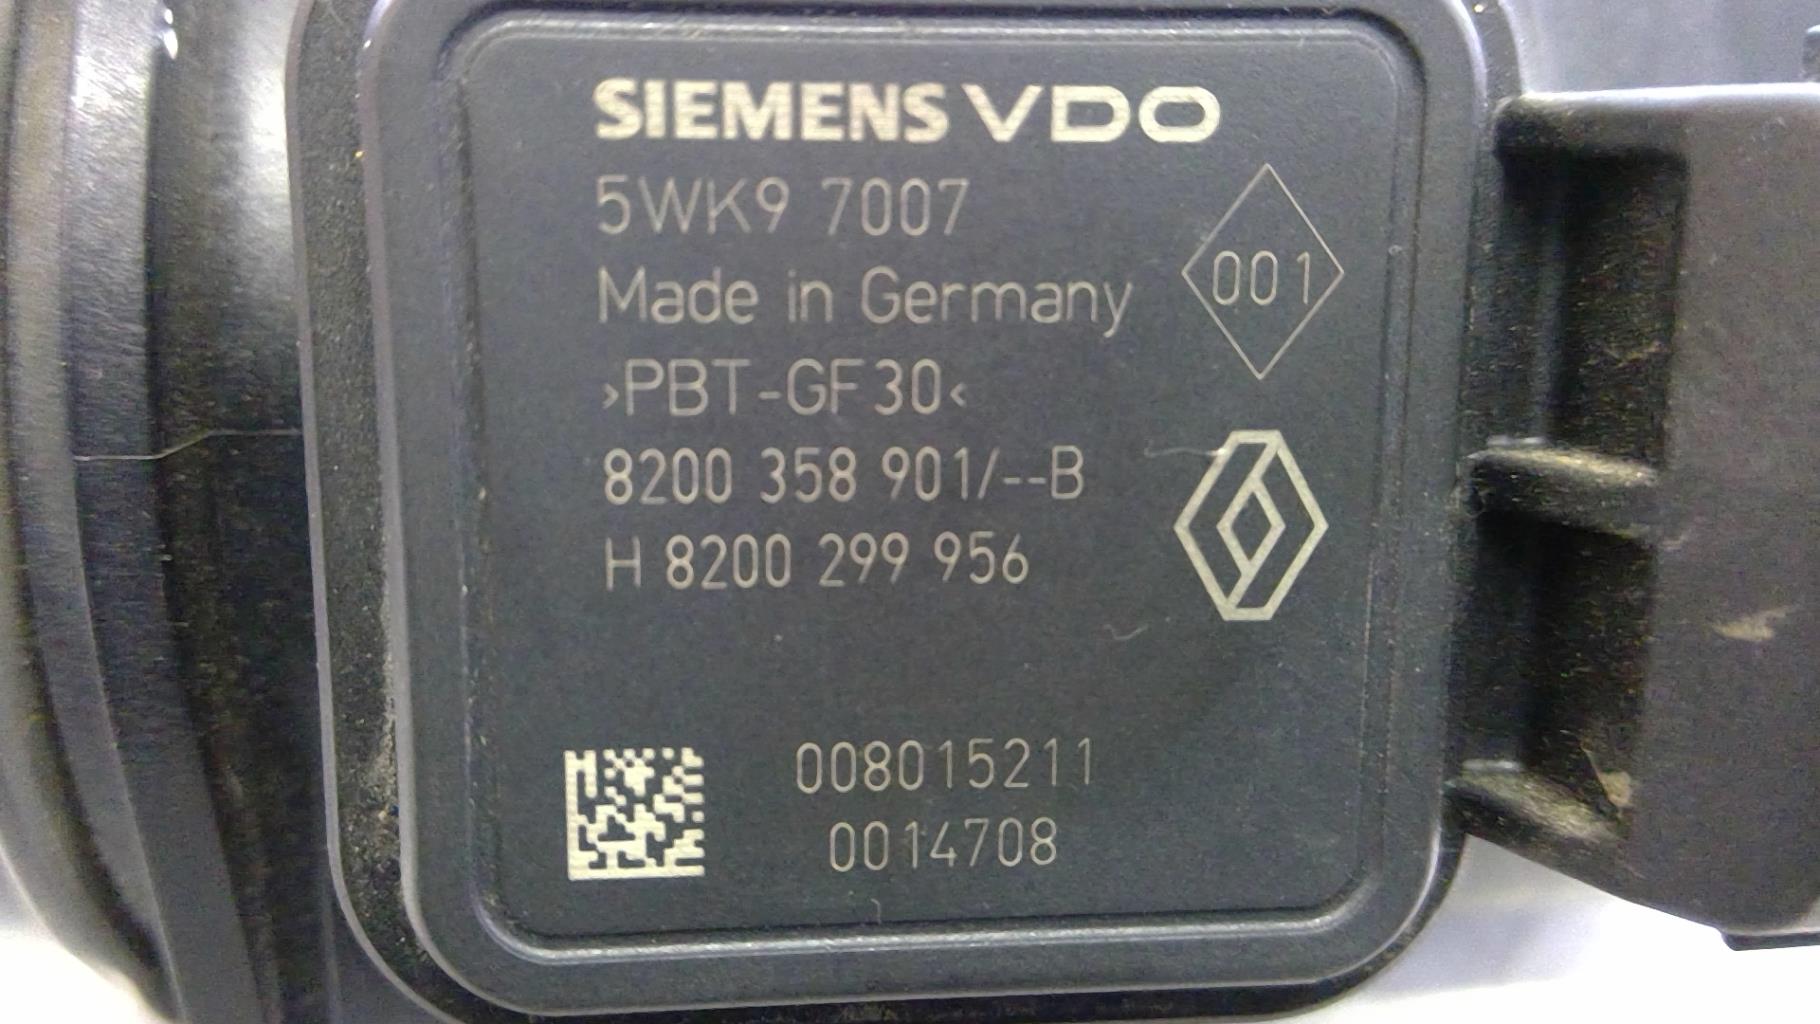 SIEMENS VDO
5WK9 7007
Made in Germany
001
>PBT-GF30<
8200 358 901/--B
H 8200 299 956
008015211
0014708